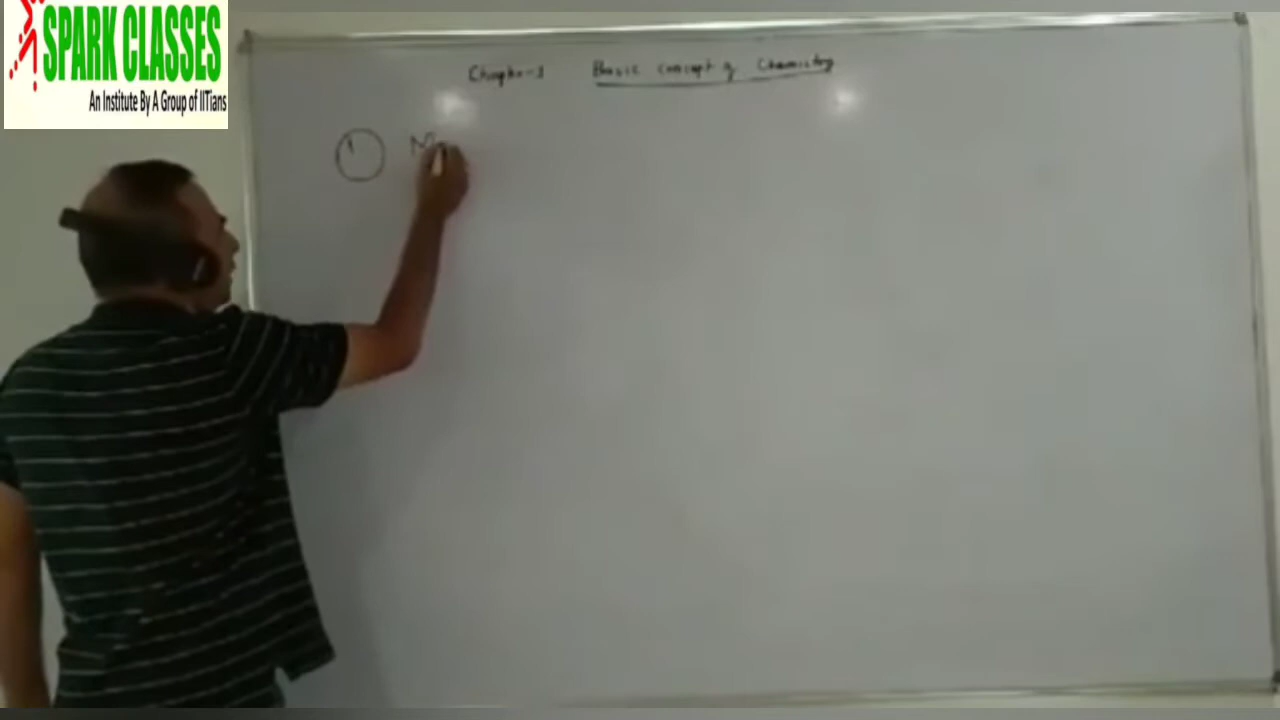 SPARK CLASSES
An Institute By A Group of IITians
Chapter-1 Basic concept of Chemistry
1